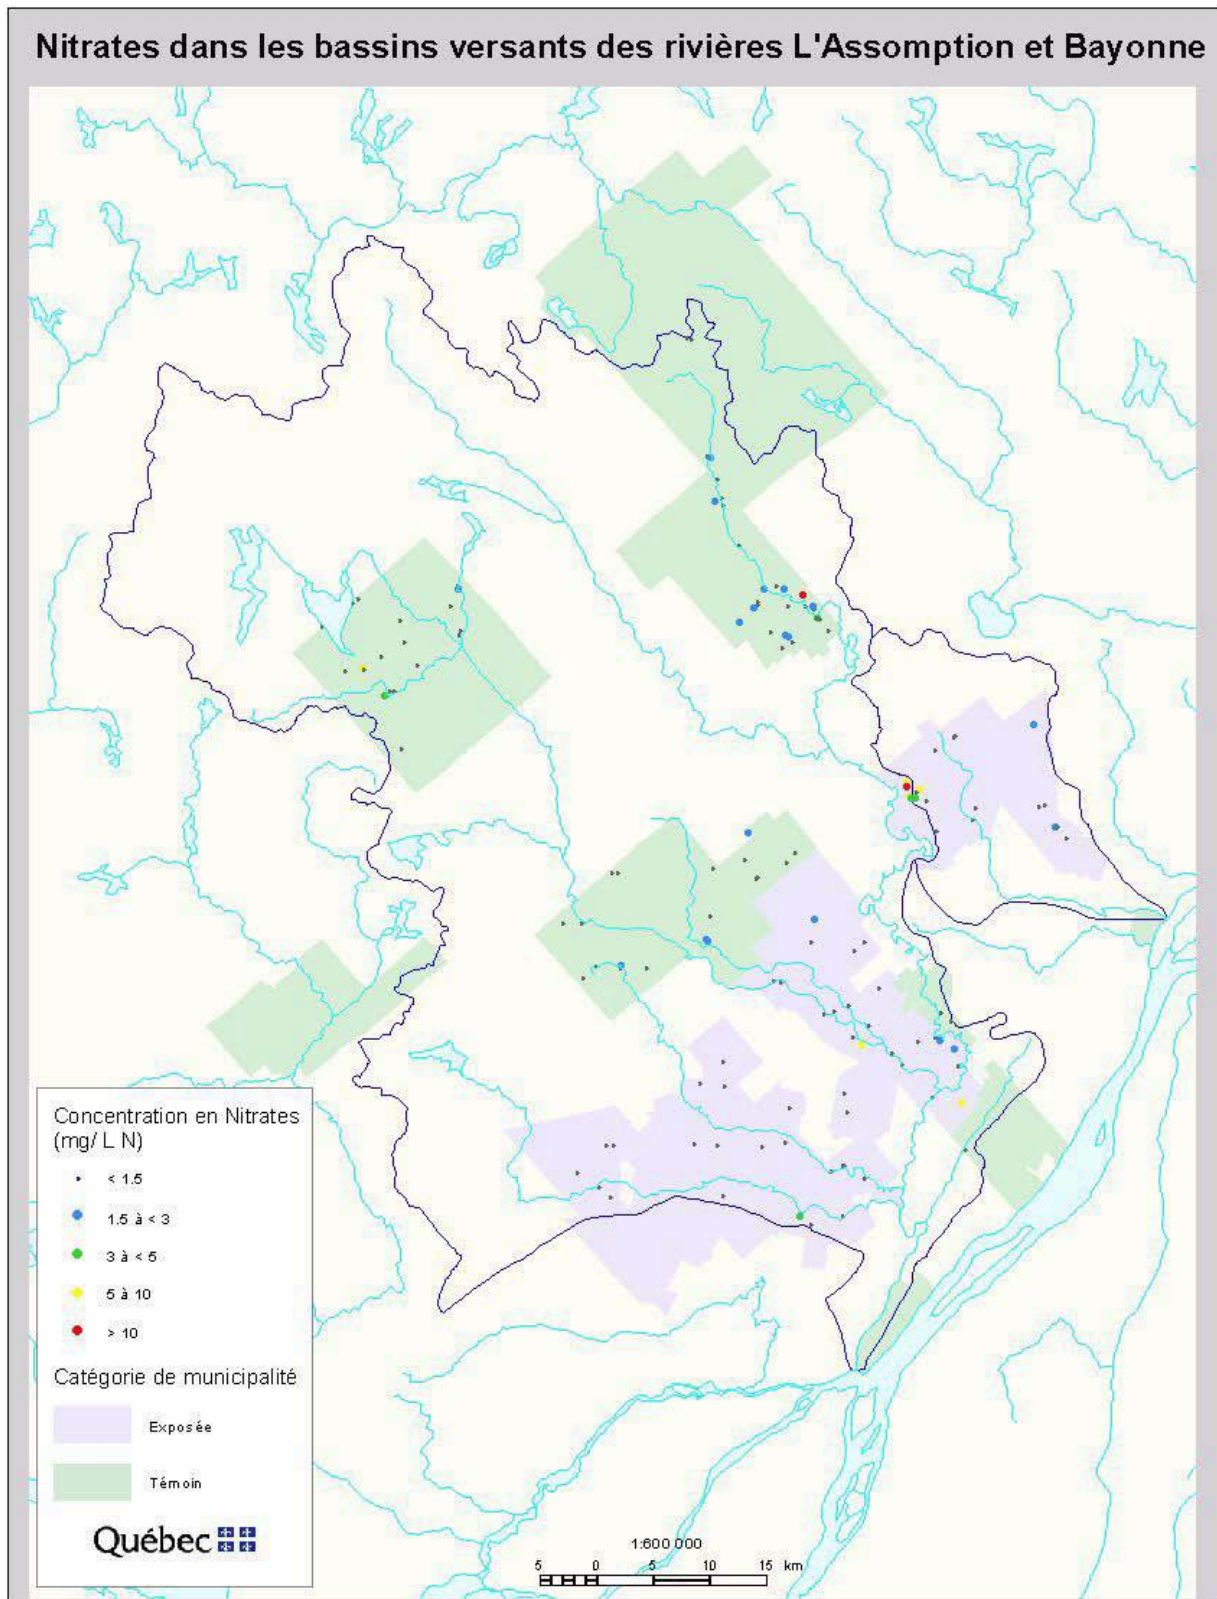 Nitrates dans les bassins versants des rivières L'Assomption et Bayonne
Concentration en Nitrates
(mg/ L N)
< 1.5
1.5 à < 3
3 à < 5
5 à 10
> 10
Catégorie de municipalité
Exposée
Témoin
Québec
1:600 000
5 0 5 10 15 km